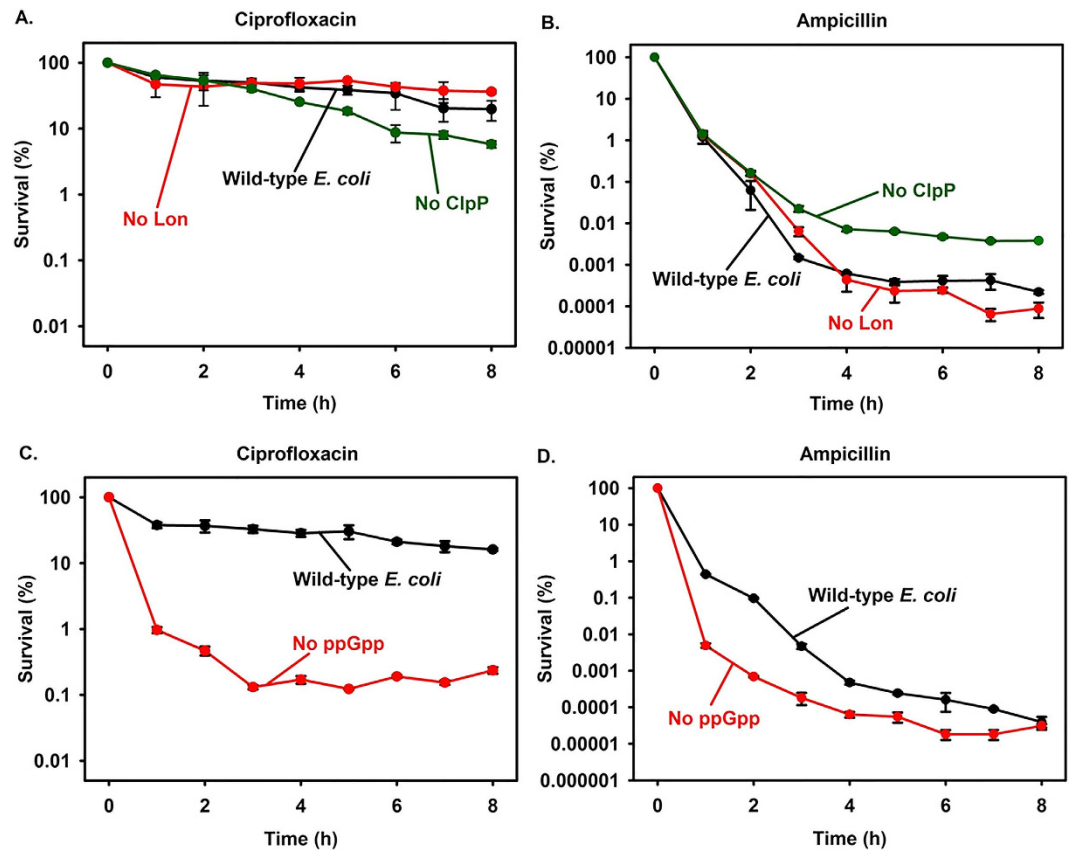 A.
Ciprofloxacin
Survival (%)
100
10
1
0.1
0.01
Wild-type E. coli
No Lon
No ClpP
0
2
4
6
8
Time (h)
B.
Ampicillin
Survival (%)
100
10
1
0.1
0.01
0.001
0.0001
0.00001
No ClpP
Wild-type E. coli
No Lon
0
2
4
6
8
Time (h)
C.
Ciprofloxacin
Survival (%)
100
10
1
0.1
0.01
Wild-type E. coli
No ppGpp
0
2
4
6
8
Time (h)
D.
Ampicillin
Survival (%)
100
10
1
0.1
0.01
0.001
0.0001
0.00001
0.000001
Wild-type E. coli
No ppGpp
0
2
4
6
8
Time (h)